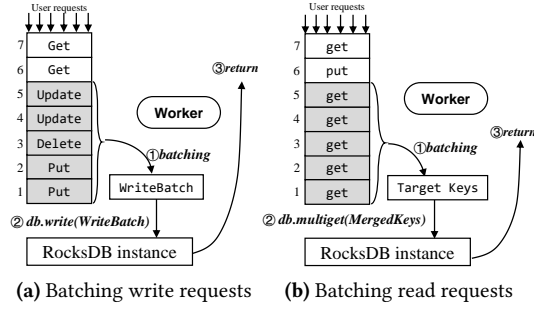 User requests
7 Get
6 Get
5 Update
4 Update
3 Delete
2 Put
1 Put
③return
Worker
①batching
WriteBatch
② db.write(WriteBatch)
RocksDB instance
(a) Batching write requests
User requests
7 get
6 put
5 get
4 get
3 get
2 get
1 get
Worker
③return
①batching
Target Keys
② db.multiget(MergedKeys)
RocksDB instance
(b) Batching read requests